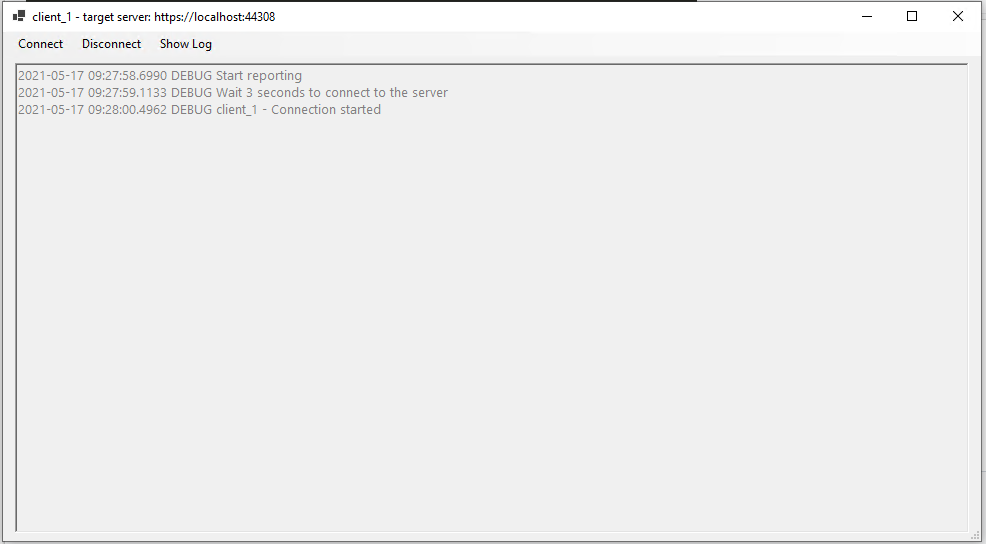 client_1 - target server: https://localhost:44308
Connect Disconnect Show Log
2021-05-17 09:27:58.6990 DEBUG Start reporting
2021-05-17 09:27:59.1133 DEBUG Wait 3 seconds to connect to the server
2021-05-17 09:28:00.4962 DEBUG client_1 - Connection started